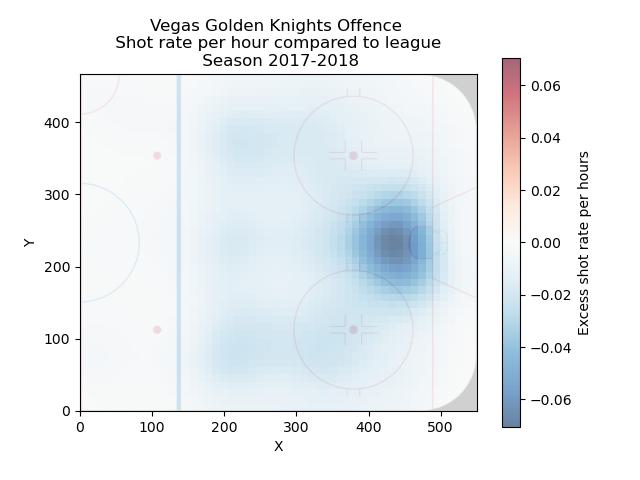 Vegas Golden Knights Offence
Shot rate per hour compared to league
Season 2017-2018
400
300
200
100
0
Y
0 100 200 300 400 500
X
0.06
0.04
0.02
0.00
−0.02
−0.04
−0.06
Excess shot rate per hours